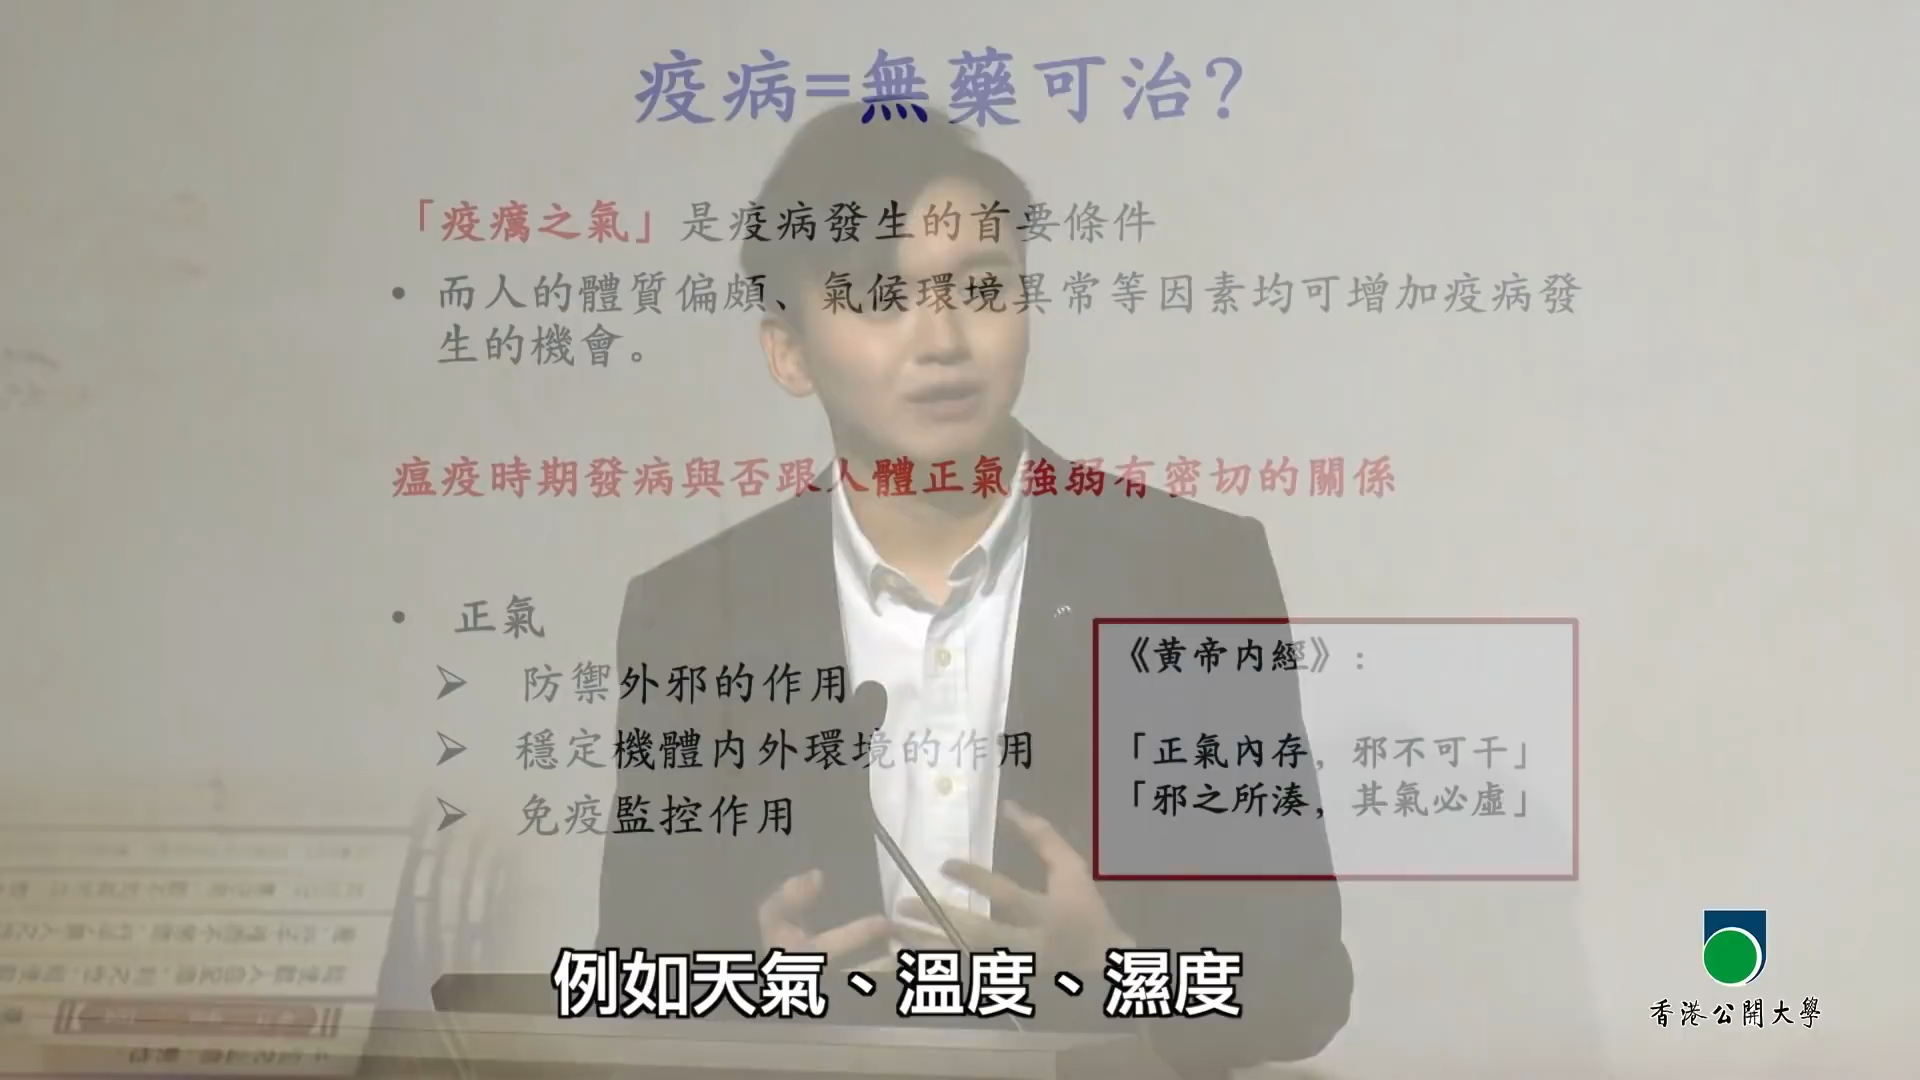 疫病=無藥可治?
「疫癘之氣」是疫病發生的首要條件
• 而人的體質偏頗、氣候環境異常等因素均可增加疫病發
生的機會。
瘟疫時期發病與否跟人體正氣強弱有密切的關係
• 正氣
➢ 防禦外邪的作用
➢ 穩定機體內外環境的作用
➢ 免疫監控作用
《黄帝内經》：
「正氣內存，邪不可干」
「邪之所湊，其氣必虛」
例如天氣、溫度、濕度
香港公開大學